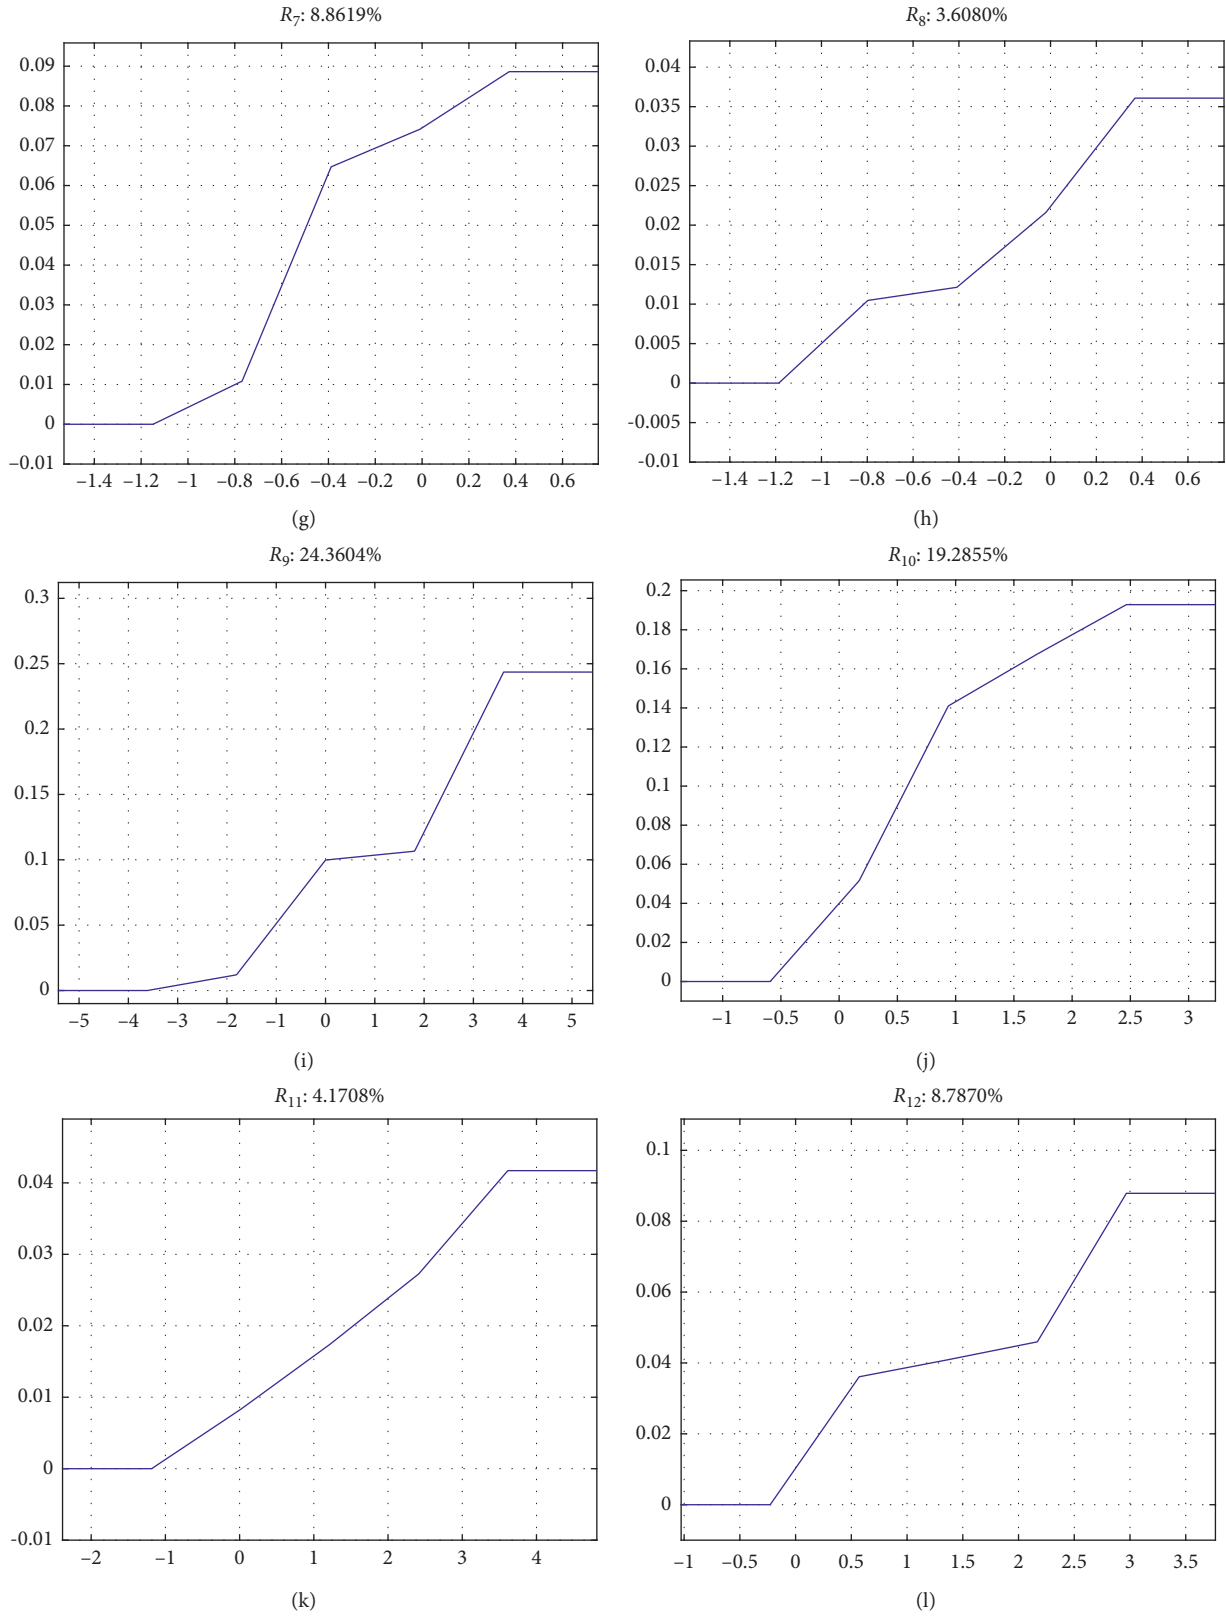 R7: 8.8619%
0.09
0.08
0.07
0.06
0.05
0.04
0.03
0.02
0.01
0
–0.01
–1.4 –1.2 –1 –0.8 –0.6 –0.4 –0.2 0 0.2 0.4 0.6
(g)
R8: 3.6080%
0.04
0.035
0.03
0.025
0.02
0.015
0.01
0.005
0
-0.005
-0.01
–1.4 –1.2 –1 –0.8 –0.6 –0.4 –0.2 0 0.2 0.4 0.6
(h)
R9: 24.3604%
0.3
0.25
0.2
0.15
0.1
0.05
0
–5 –4 –3 –2 –1 0 1 2 3 4 5
(i)
R10: 19.2855%
0.2
0.18
0.16
0.14
0.12
0.1
0.08
0.06
0.04
0.02
0
–1 –0.5 0 0.5 1 1.5 2 2.5 3
(j)
R11: 4.1708%
0.04
0.03
0.02
0.01
0
-0.01
–2 –1 0 1 2 3 4
(k)
R12: 8.7870%
0.1
0.08
0.06
0.04
0.02
0
–1 –0.5 0 0.5 1 1.5 2 2.5 3 3.5
(l)